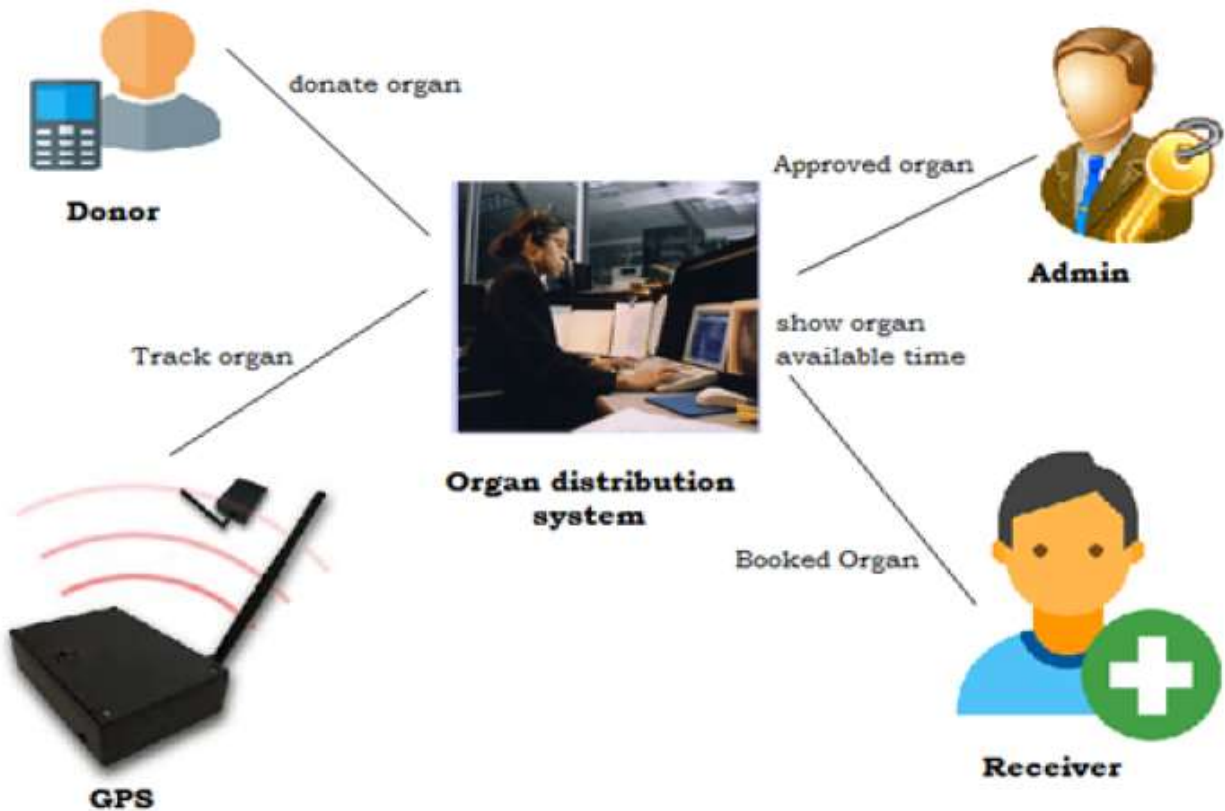 donate organ
Donor
Approved organ
Admin
Track organ
show organ
available time
Organ distribution
system
Booked Organ
GPS
Receiver